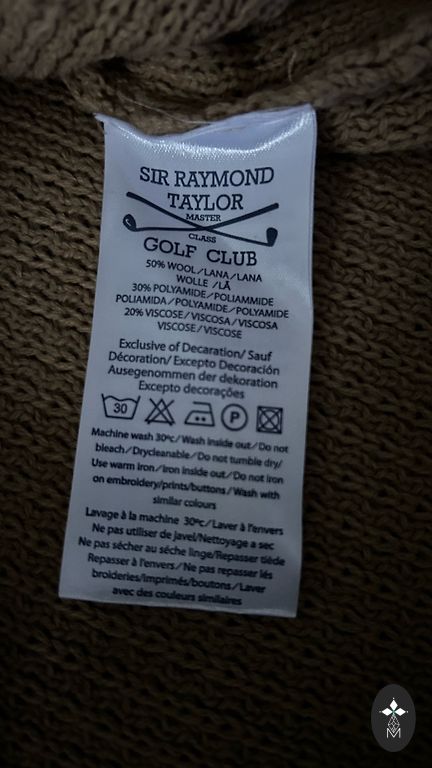 SIR RAYMOND
TAYLOR
MASTER
CLASS
GOLF CLUB
50% WOOL/LANA/LANA
WOLLE/LÃ
30% POLYAMIDE/POLIAMMIDE
POLIAMIDA/POLYAMIDE/POLYAMIDE
20% VISCOSE/VISCOSA/VISCOSA
VISCOSE/VISCOSE
Exclusive of Decaration/ Sauf
Décoration/ Excepto Decoración
Ausegenommen der dekoration
Excepto decorações
30 P
Machine wash 30ºc/Wash inside out/Do not
bleach/Drycleanable/Do not tumble dry/
Use warm iron/Iron inside out/Do not iron
on embroidery/prints/buttons/Wash with
similar colours
Lavage à la machine 30ºc/Laver à l'envers
Ne pas utiliser de javel/Nettoyage a sec
Ne pas sécher au séche linge/Repasser tiède
Repasser à l'envers/Ne pas repasser lés
broideries/imprimés/boutons/Laver
avec des couleurs similaires
M